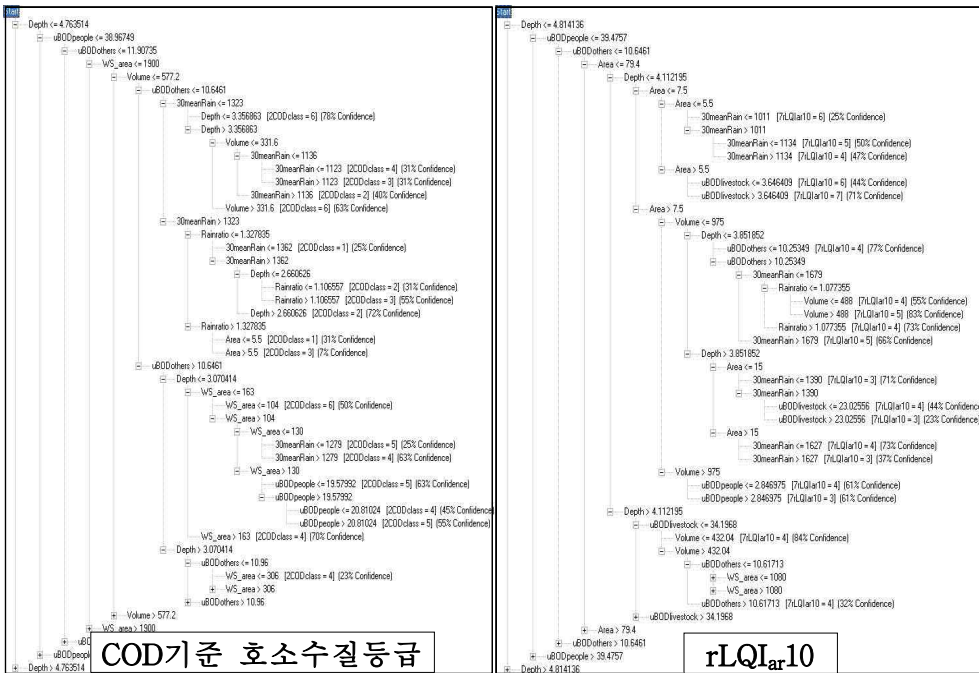 Start
Depth <= 4.763514
uBODpeople <= 38.96749
uBODothers <= 11.90735
WS_area <= 1900
Volume <= 577.2
uBODothers <= 10.6461
30meanRain <= 1323
Depth <= 3.356863 [2CODclass = 6] (78% Confidence)
Depth > 3.356863
Volume <= 331.6
30meanRain <= 1136
30meanRain <= 1123 [2CODclass = 4] (31% Confidence)
30meanRain > 1123 [2CODclass = 3] (31% Confidence)
30meanRain > 1136 [2CODclass = 2] (40% Confidence)
Volume > 331.6 [2CODclass = 6] (63% Confidence)
30meanRain > 1323
Rainratio <= 1.327835
30meanRain <= 1362 [2CODclass = 1] (25% Confidence)
30meanRain > 1362
Depth <= 2.660626
Rainratio <= 1.106557 [2CODclass = 2] (31% Confidence)
Rainratio > 1.106557 [2CODclass = 3] (55% Confidence)
Depth > 2.660626 [2CODclass = 2] (72% Confidence)
Rainratio > 1.327835
Area <= 5.5 [2CODclass = 1] (31% Confidence)
Area > 5.5 [2CODclass = 3] (7% Confidence)
uBODothers > 10.6461
Depth <= 3.070414
WS_area <= 163
WS_area <= 104 [2CODclass = 6] (50% Confidence)
WS_area > 104
WS_area <= 130
30meanRain <= 1279 [2CODclass = 5] (25% Confidence)
30meanRain > 1279 [2CODclass = 4] (63% Confidence)
WS_area > 130
uBODpeople <= 19.57992 [2CODclass = 5] (63% Confidence)
uBODpeople > 19.57992
uBODpeople <= 20.81024 [2CODclass = 4] (45% Confidence)
uBODpeople > 20.81024 [2CODclass = 5] (55% Confidence)
WS_area > 163 [2CODclass = 4] (70% Confidence)
Depth > 3.070414
uBODothers <= 10.96
WS_area <= 306 [2CODclass = 4] (23% Confidence)
WS_area > 306
uBODothers > 10.96
Volume > 577.2
WS_area > 1900
Depth > 4.763514
COD기준 호소수질등급
Start
Depth <= 4.814136
uBODpeople <= 39.4757
uBODothers <= 10.6461
Area <= 79.4
Depth <= 4.112195
Area <= 7.5
Area <= 5.5
30meanRain <= 1011 [7rLQIar10 = 6] (25% Confidence)
30meanRain > 1011
30meanRain <= 1134 [7rLQIar10 = 5] (50% Confidence)
30meanRain > 1134 [7rLQIar10 = 4] (47% Confidence)
Area > 5.5
uBODlivestock <= 3.646409 [7rLQIar10 = 6] (44% Confidence)
uBODlivestock > 3.646409 [7rLQIar10 = 7] (71% Confidence)
Area > 7.5
Volume <= 975
Depth <= 3.851852
uBODothers <= 10.25349 [7rLQIar10 = 4] (77% Confidence)
uBODothers > 10.25349
30meanRain <= 1679
Rainratio <= 1.077355
Volume <= 488 [7rLQIar10 = 4] (55% Confidence)
Volume > 488 [7rLQIar10 = 5] (83% Confidence)
Rainratio > 1.077355 [7rLQIar10 = 4] (73% Confidence)
30meanRain > 1679 [7rLQIar10 = 5] (66% Confidence)
Depth > 3.851852
Area <= 15
30meanRain <= 1390 [7rLQIar10 = 3] (71% Confidence)
30meanRain > 1390
uBODlivestock <= 23.02556 [7rLQIar10 = 4] (44% Confidence
uBODlivestock > 23.02556 [7rLQIar10 = 3] (23% Confidence
Area > 15
30meanRain <= 1627 [7rLQIar10 = 4] (73% Confidence)
30meanRain > 1627 [7rLQIar10 = 3] (37% Confidence)
Volume > 975
uBODpeople <= 2.846975 [7rLQIar10 = 4] (61% Confidence)
uBODpeople > 2.846975 [7rLQIar10 = 3] (61% Confidence)
Depth > 4.112195
uBODlivestock <= 34.1968
Volume <= 432.04 [7rLQIar10 = 4] (84% Confidence)
Volume > 432.04
uBODothers <= 10.61713
WS_area <= 1080
WS_area > 1080
uBODothers > 10.61713 [7rLQIar10 = 4] (32% Confidence)
uBODlivestock > 34.1968
Area > 79.4
uBODothers > 10.6461
uBODpeople > 39.4757
Depth > 4.814136
rLQIar10